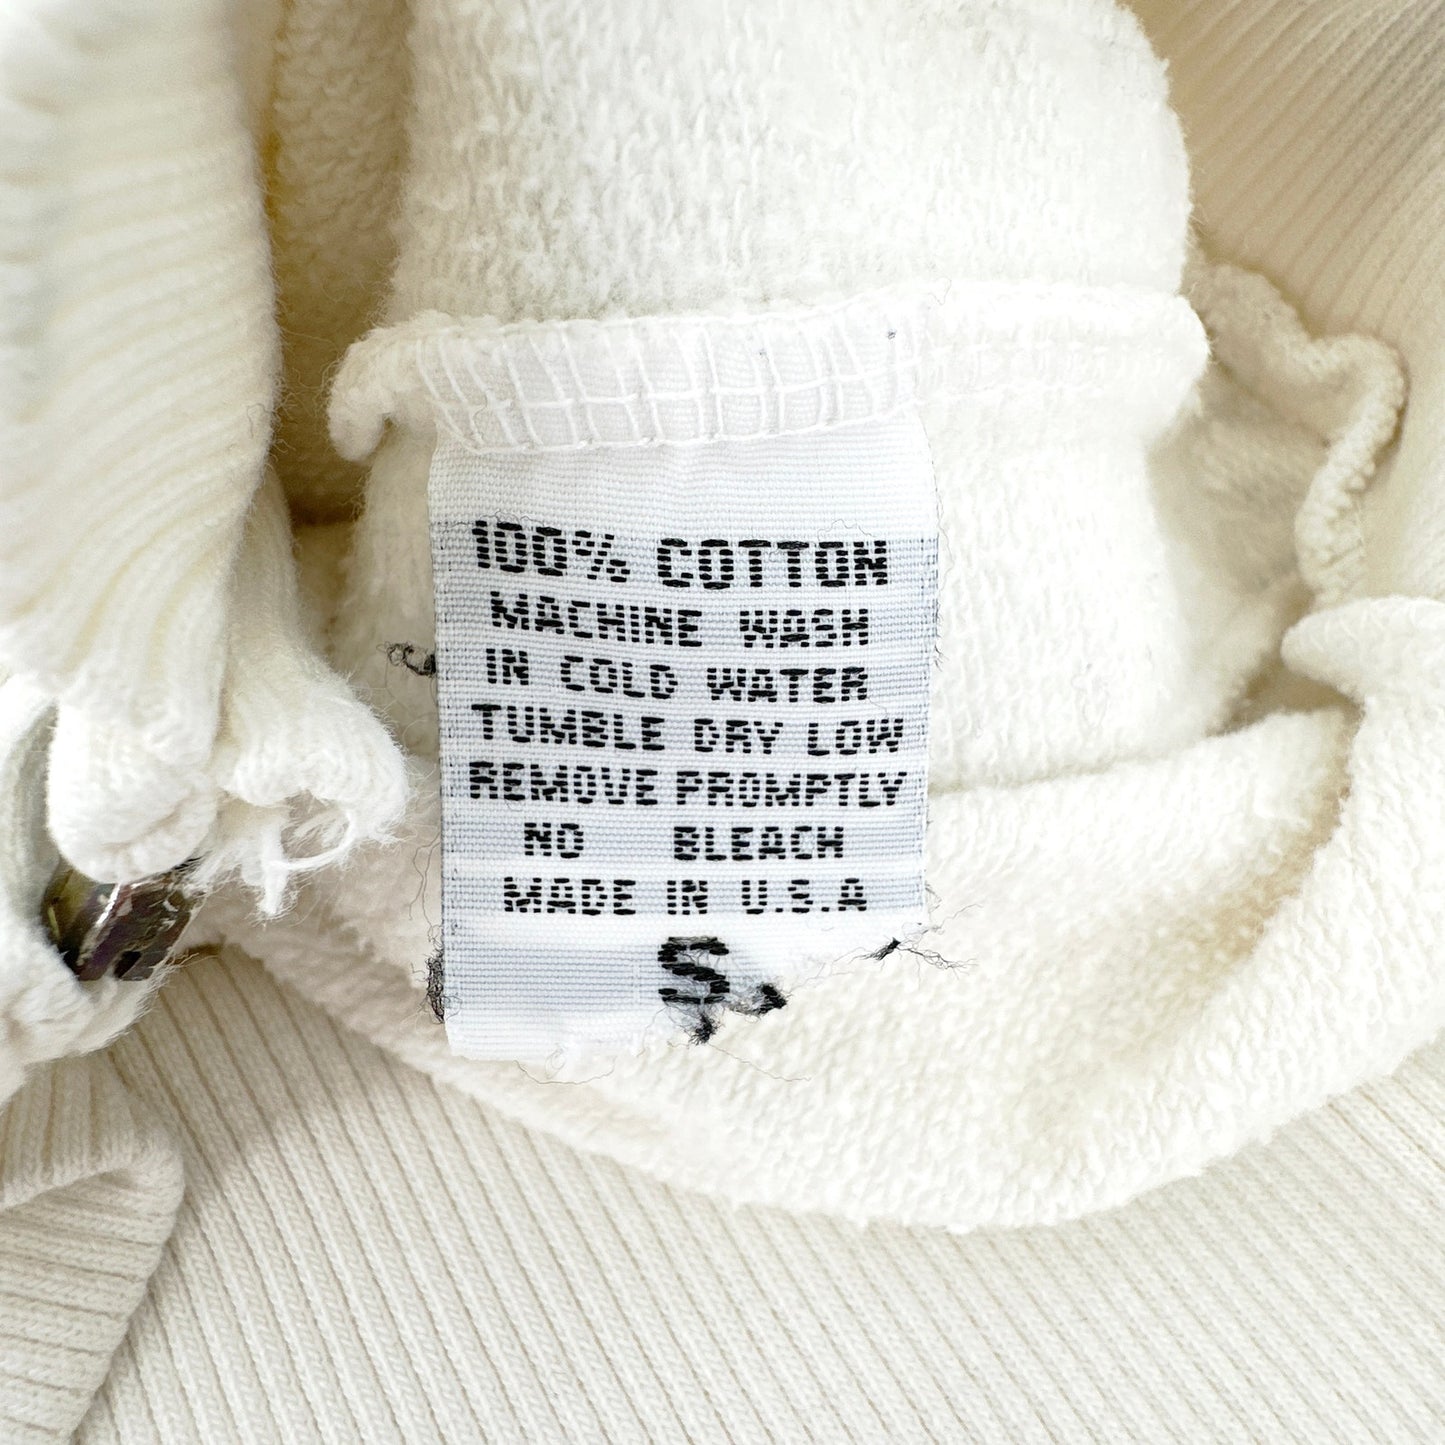 100% COTTON
MACHINE WASH
IN COLD WATER
TUMBLE DRY LOW
REMOVE PROMPTLY
NO BLEACH
MADE IN U.S.A
S